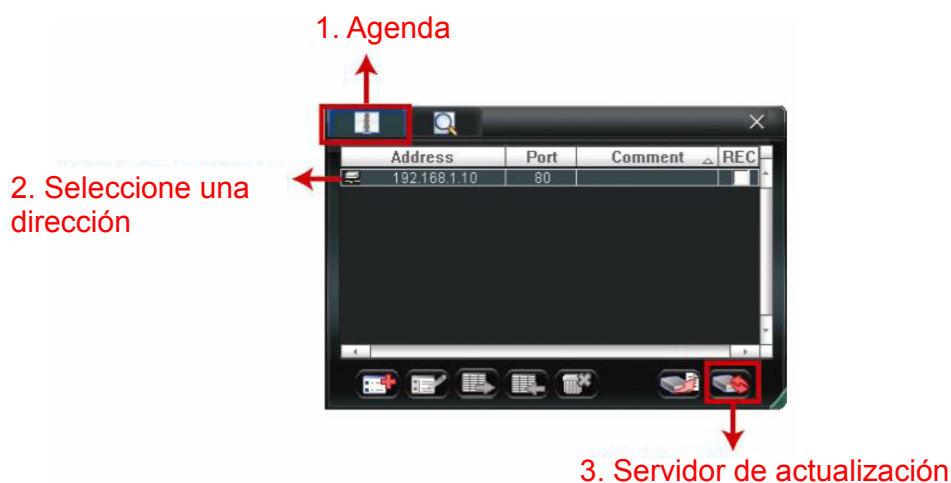 1. Agenda
Address Port Comment REC
2. Seleccione una
dirección
192.168.1.10 80
3. Servidor de actualización